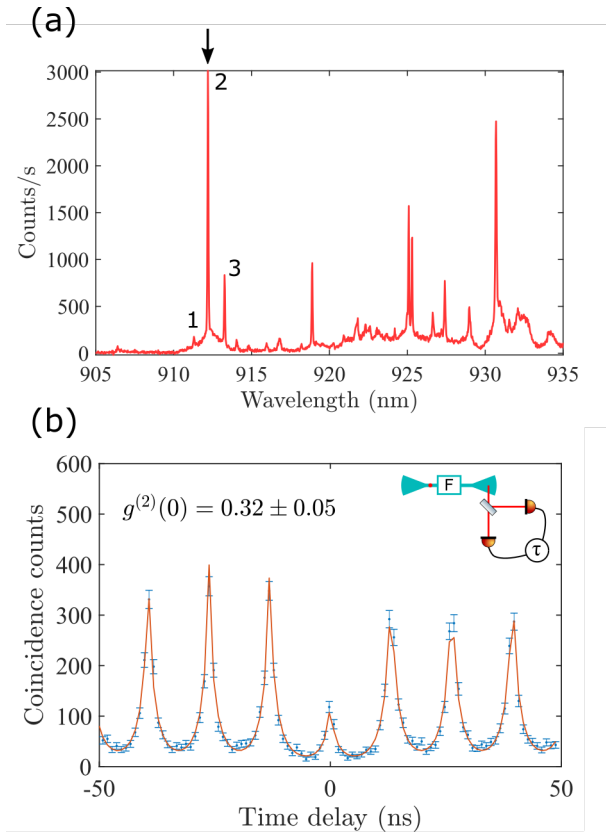 (a)
3000
2500
2000
1500
1000
500
0
Counts/s
1
2
3
905 910 915 920 925 930 935
Wavelength (nm)
(b)
600
500
400
300
200
100
0
Coincidence counts
g(2)(0) = 0.32 ± 0.05
F
τ
-50 0 50
Time delay (ns)